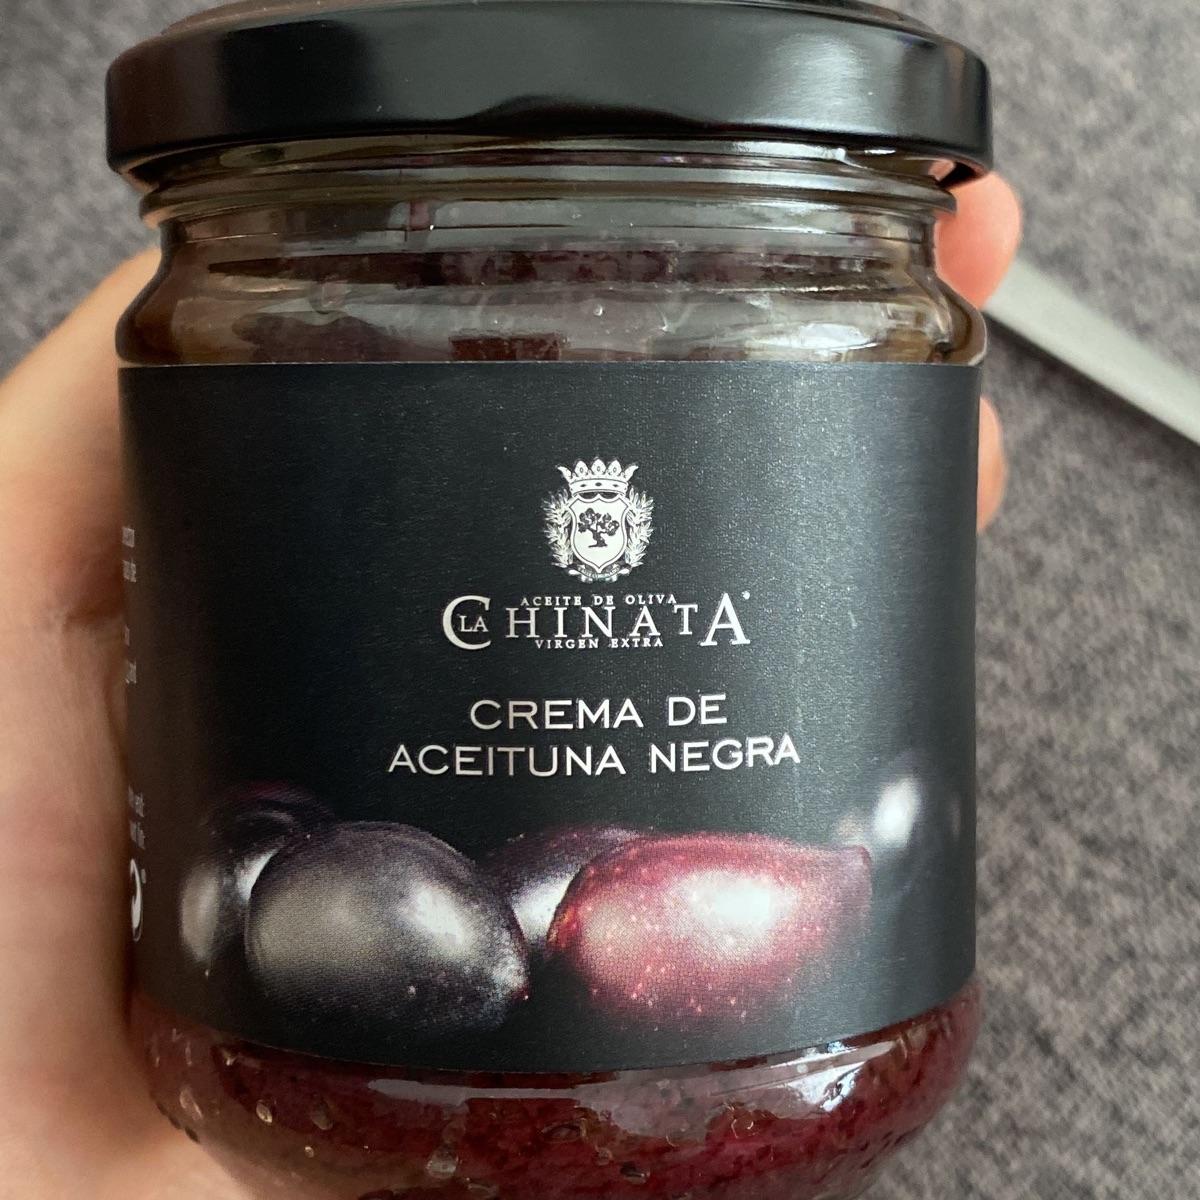 ACEITE DE OLIVA
LA CHINATA
VIRGEN EXTRA
CREMA DE
ACEITUNA NEGRA